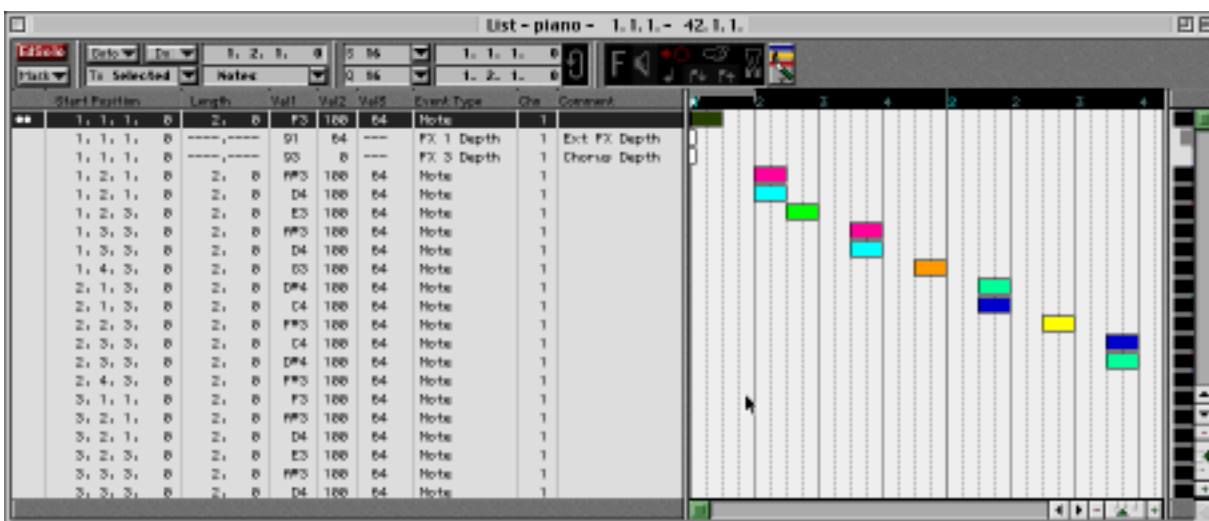 List - piano - 1. 1. 1. - 42. 1. 1.
Edsolo Goto Do 1. 2. 1. 0 S 16 1. 1. 1. 0
Mask To Selected Notes Q 16 1. 2. 1. 0
Start Position Length Val1 Val2 Val3 Event Type Chn Comment
2 3 4 2 2 3 4
1. 1. 1. 0 2. 0 F3 100 64 Note 1
1. 1. 1. 0 ----.---- 91 64 --- FX 1 Depth 1 Ext FX Depth
1. 1. 1. 0 ----.---- 93 0 --- FX 3 Depth 1 Chorus Depth
1. 2. 1. 0 2. 0 A#3 100 64 Note 1
1. 2. 1. 0 2. 0 D4 100 64 Note 1
1. 2. 3. 0 2. 0 E3 100 64 Note 1
1. 3. 3. 0 2. 0 A#3 100 64 Note 1
1. 3. 3. 0 2. 0 D4 100 64 Note 1
1. 4. 3. 0 2. 0 G3 100 64 Note 1
2. 1. 3. 0 2. 0 D#4 100 64 Note 1
2. 1. 3. 0 2. 0 C4 100 64 Note 1
2. 2. 3. 0 2. 0 F#3 100 64 Note 1
2. 3. 3. 0 2. 0 C4 100 64 Note 1
2. 3. 3. 0 2. 0 D#4 100 64 Note 1
2. 4. 3. 0 2. 0 F#3 100 64 Note 1
3. 1. 1. 0 2. 0 F3 100 64 Note 1
3. 2. 1. 0 2. 0 A#3 100 64 Note 1
3. 2. 1. 0 2. 0 D4 100 64 Note 1
3. 2. 3. 0 2. 0 E3 100 64 Note 1
3. 3. 3. 0 2. 0 A#3 100 64 Note 1
3. 3. 3. 0 2. 0 D4 100 64 Note 1